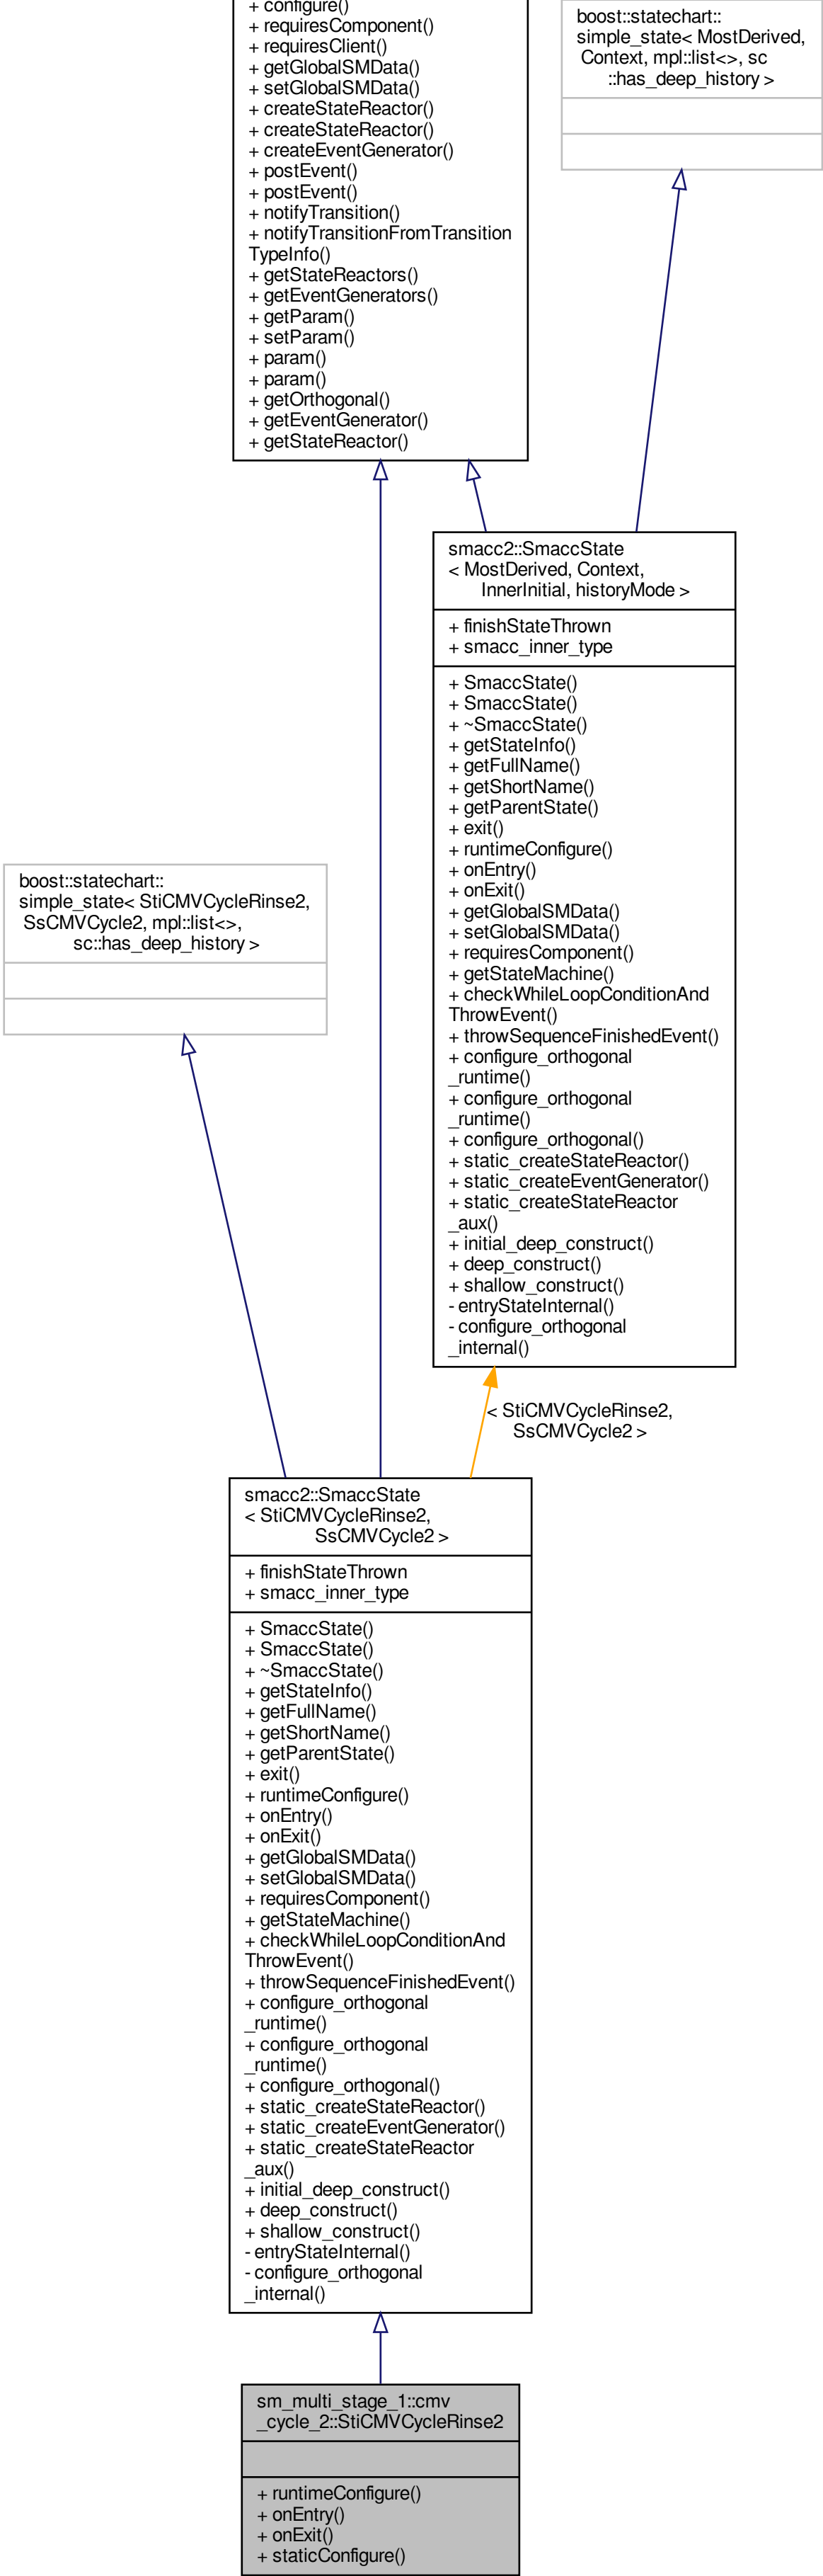 + configure()
+ requiresComponent()
+ requiresClient()
+ getGlobalSMData()
+ setGlobalSMData()
+ createStateReactor()
+ createStateReactor()
+ createEventGenerator()
+ postEvent()
+ postEvent()
+ notifyTransition()
+ notifyTransitionFromTransition
TypeInfo()
+ getStateReactors()
+ getEventGenerators()
+ getParam()
+ setParam()
+ param()
+ param()
+ getOrthogonal()
+ getEventGenerator()
+ getStateReactor()
boost::statechart::
simple_state< MostDerived,
Context, mpl::list<>, sc
::has_deep_history >
smacc2::SmaccState
< MostDerived, Context,
InnerInitial, historyMode >
+ finishStateThrown
+ smacc_inner_type
+ SmaccState()
+ SmaccState()
+ ~SmaccState()
+ getStateInfo()
+ getFullName()
+ getShortName()
+ getParentState()
+ exit()
+ runtimeConfigure()
+ onEntry()
+ onExit()
+ getGlobalSMData()
+ setGlobalSMData()
+ requiresComponent()
+ getStateMachine()
+ checkWhileLoopConditionAnd
ThrowEvent()
+ throwSequenceFinishedEvent()
+ configure_orthogonal
_runtime()
+ configure_orthogonal
_runtime()
+ configure_orthogonal()
+ static_createStateReactor()
+ static_createEventGenerator()
+ static_createStateReactor
_aux()
+ initial_deep_construct()
+ deep_construct()
+ shallow_construct()
- entryStateInternal()
- configure_orthogonal
_internal()
boost::statechart::
simple_state< StiCMVCycleRinse2,
SsCMVCycle2, mpl::list<>,
sc::has_deep_history >
< StiCMVCycleRinse2,
SsCMVCycle2 >
smacc2::SmaccState
< StiCMVCycleRinse2,
SsCMVCycle2 >
+ finishStateThrown
+ smacc_inner_type
+ SmaccState()
+ SmaccState()
+ ~SmaccState()
+ getStateInfo()
+ getFullName()
+ getShortName()
+ getParentState()
+ exit()
+ runtimeConfigure()
+ onEntry()
+ onExit()
+ getGlobalSMData()
+ setGlobalSMData()
+ requiresComponent()
+ getStateMachine()
+ checkWhileLoopConditionAnd
ThrowEvent()
+ throwSequenceFinishedEvent()
+ configure_orthogonal
_runtime()
+ configure_orthogonal
_runtime()
+ configure_orthogonal()
+ static_createStateReactor()
+ static_createEventGenerator()
+ static_createStateReactor
_aux()
+ initial_deep_construct()
+ deep_construct()
+ shallow_construct()
- entryStateInternal()
- configure_orthogonal
_internal()
sm_multi_stage_1::cmv
_cycle_2::StiCMVCycleRinse2
+ runtimeConfigure()
+ onEntry()
+ onExit()
+ staticConfigure()